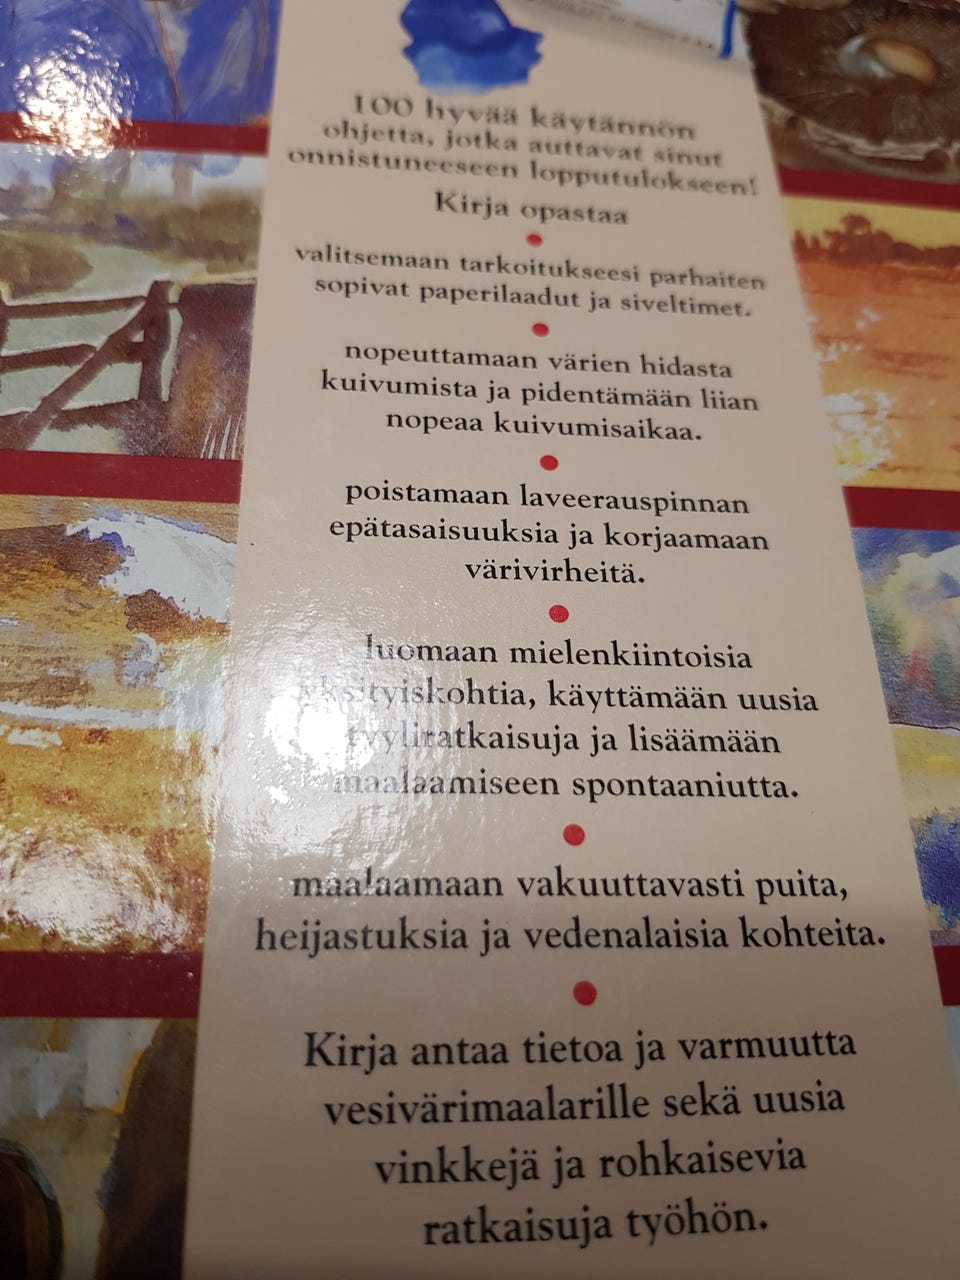 100 hyvää käytännön
ohjetta, jotka auttavat sinut
onnistuneeseen lopputulokseen!
Kirja opastaa
valitsemaan tarkoitukseesi parhaiten
sopivat paperilaadut ja siveltimet.
nopeuttamaan värien hidasta
kuivumista ja pidentämään liian
nopeaa kuivumisaikaa.
poistamaan laveerauspinnan
epätasaisuuksia ja korjaamaan
värivirheitä.
luomaan mielenkiintoisia
yksityiskohtia, käyttämään uusia
tyyliratkaisuja ja lisäämään
maalaamiseen spontaaniutta.
maalaamaan vakuuttavasti puita,
heijastuksia ja vedenalaisia kohteita.
Kirja antaa tietoa ja varmuutta
vesivärimaalarille sekä uusia
vinkkejä ja rohkaisevia
ratkaisuja työhön.